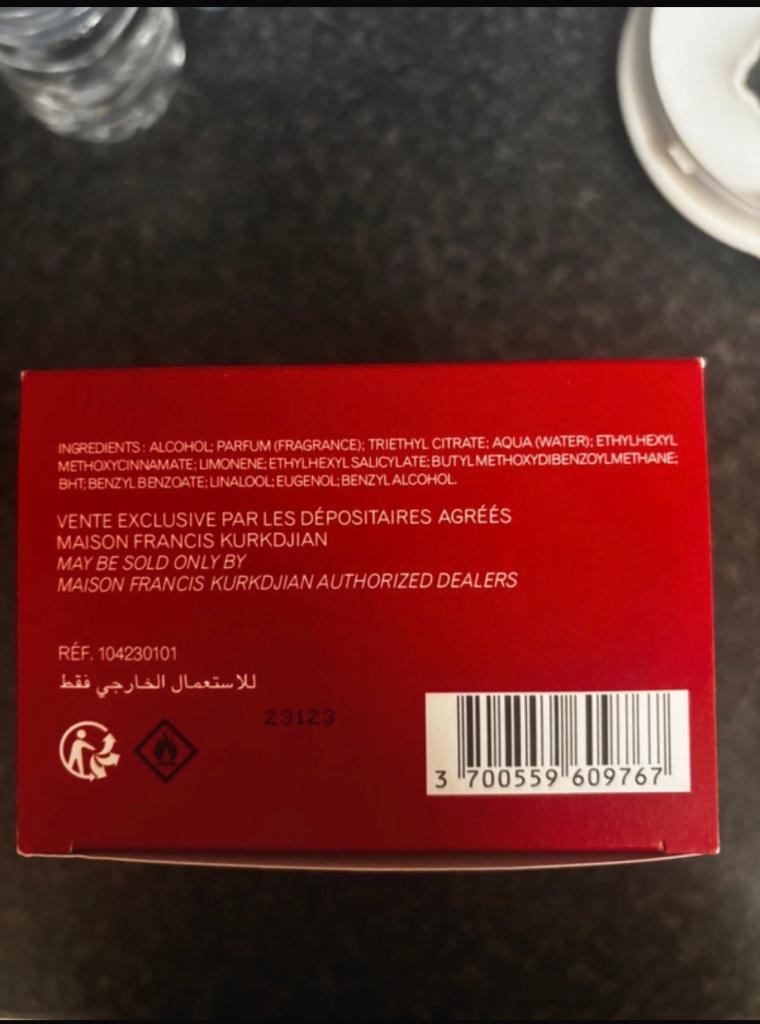 INGREDIENTS : ALCOHOL; PARFUM (FRAGRANCE); TRIETHYL CITRATE; AQUA (WATER); ETHYLHEXYL
METHOXYCINNAMATE; LIMONENE; ETHYLHEXYL SALICYLATE; BUTYL METHOXYDIBENZOYLMETHANE;
BHT; BENZYL BENZOATE; LINALOOL; EUGENOL; BENZYL ALCOHOL.
VENTE EXCLUSIVE PAR LES DÉPOSITAIRES AGRÉÉS
MAISON FRANCIS KURKDJIAN
MAY BE SOLD ONLY BY
MAISON FRANCIS KURKDJIAN AUTHORIZED DEALERS
RÉF. 104230101
للاستعمال الخارجي فقط
23123
3 700559 609767